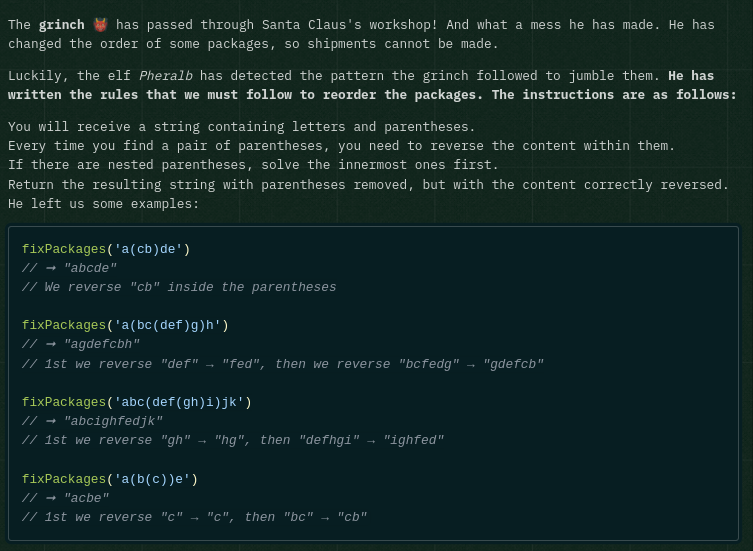 The grinch 👹 has passed through Santa Claus's workshop! And what a mess he has made. He has
changed the order of some packages, so shipments cannot be made.
Luckily, the elf Pheralb has detected the pattern the grinch followed to jumble them. He has
written the rules that we must follow to reorder the packages. The instructions are as follows:
You will receive a string containing letters and parentheses.
Every time you find a pair of parentheses, you need to reverse the content within them.
If there are nested parentheses, solve the innermost ones first.
Return the resulting string with parentheses removed, but with the content correctly reversed.
He left us some examples:
fixPackages('a(cb)de')
// ➞ "abcde"
// We reverse "cb" inside the parentheses
fixPackages('a(bc(def)g)h')
// ➞ "agdefcbh"
// 1st we reverse "def" → "fed", then we reverse "bcfedg" → "gdefcb"
fixPackages('abc(def(gh)i)jk')
// ➞ "abcighfedjk"
// 1st we reverse "gh" → "hg", then "defhgi" → "ighfed"
fixPackages('a(b(c))e')
// ➞ "acbe"
// 1st we reverse "c" → "c", then "bc" → "cb"